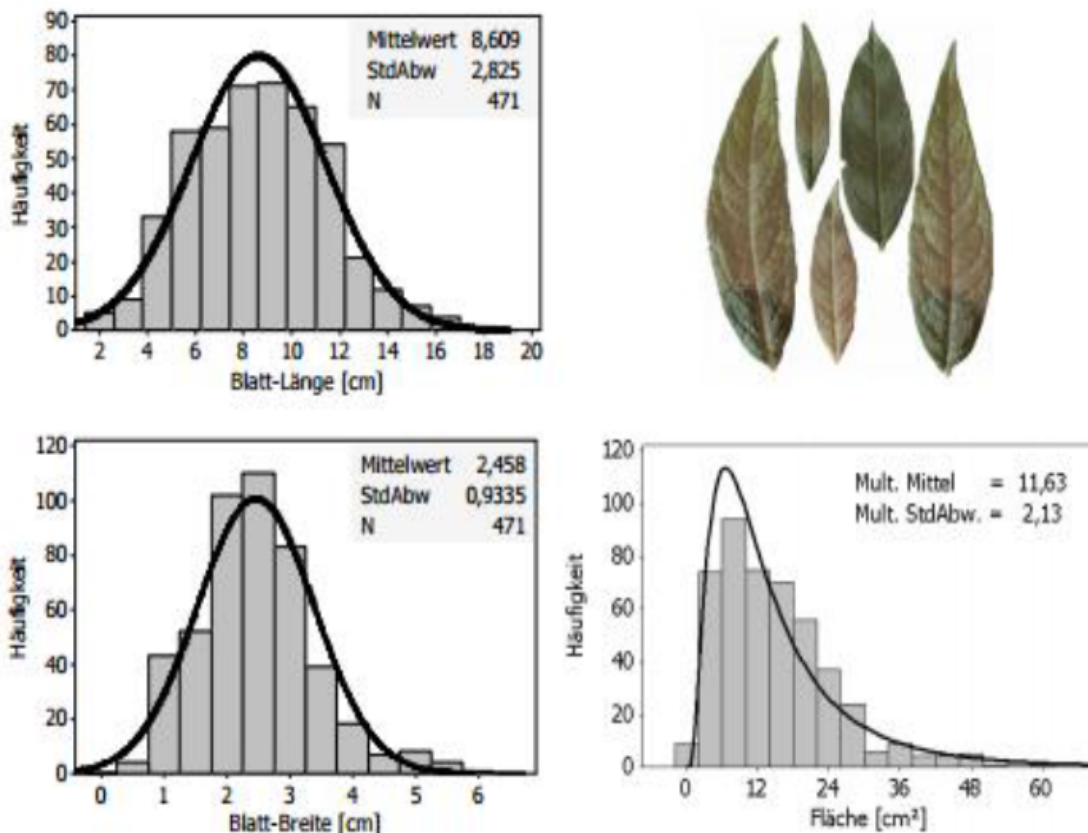 Mittelwert 8,609
StdAbw 2,825
N 471
Häufigkeit
90
80
70
60
50
40
30
20
10
0
2 4 6 8 10 12 14 16 18 20
Blatt-Länge [cm]
Mittelwert 2,458
StdAbw 0,9335
N 471
Häufigkeit
120
100
80
60
40
20
0
0 1 2 3 4 5 6
Blatt-Breite [cm]
Mult. Mittel = 11,63
Mult. StdAbw. = 2,13
Häufigkeit
120
100
80
60
40
20
0
0 12 24 36 48 60
Fläche [cm²]